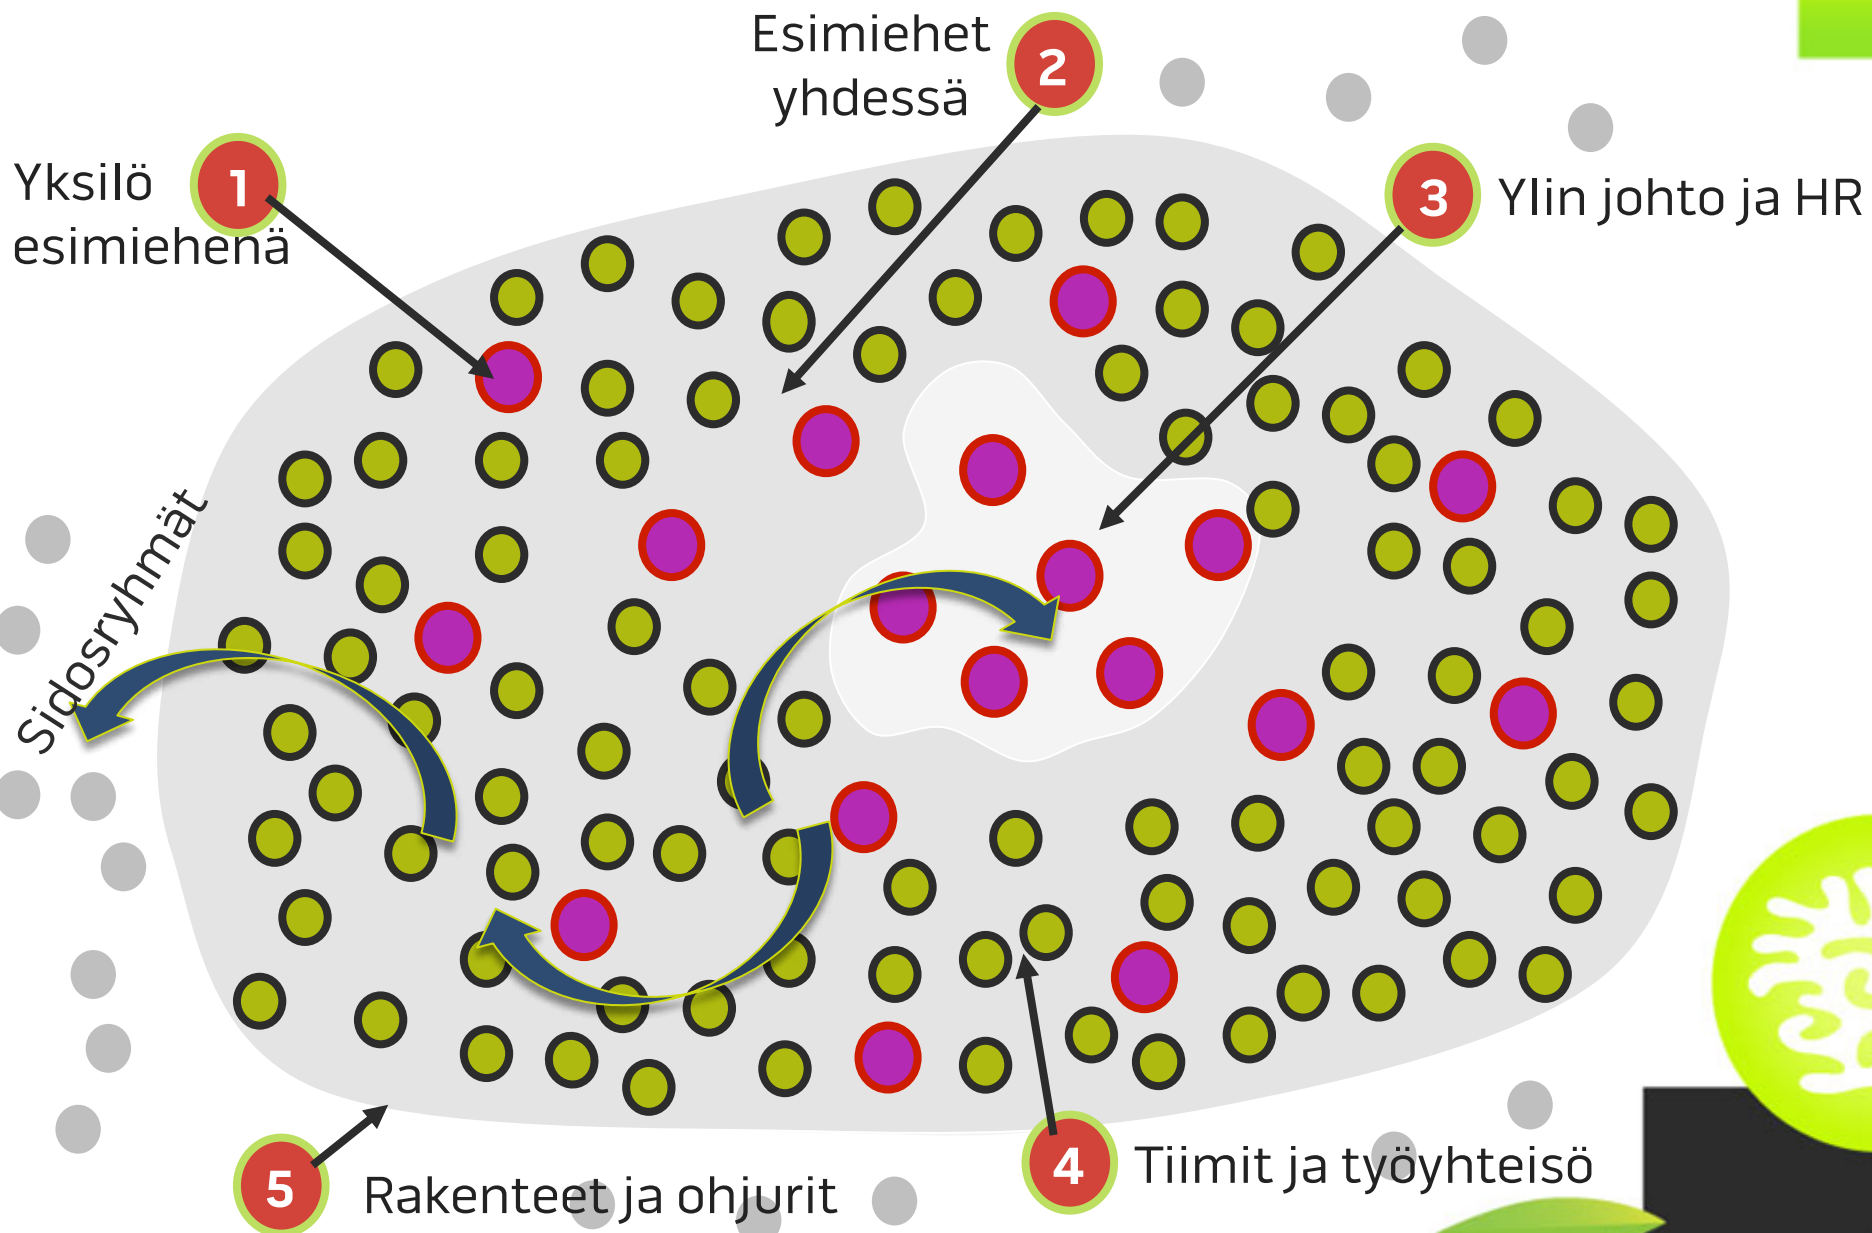 Esimiehet
yhdessä
2
Yksilö
esimiehenä
1
3
Ylin johto ja HR
Sidosryhmät
4
Tiimit ja työyhteisö
5
Rakenteet ja ohjurit